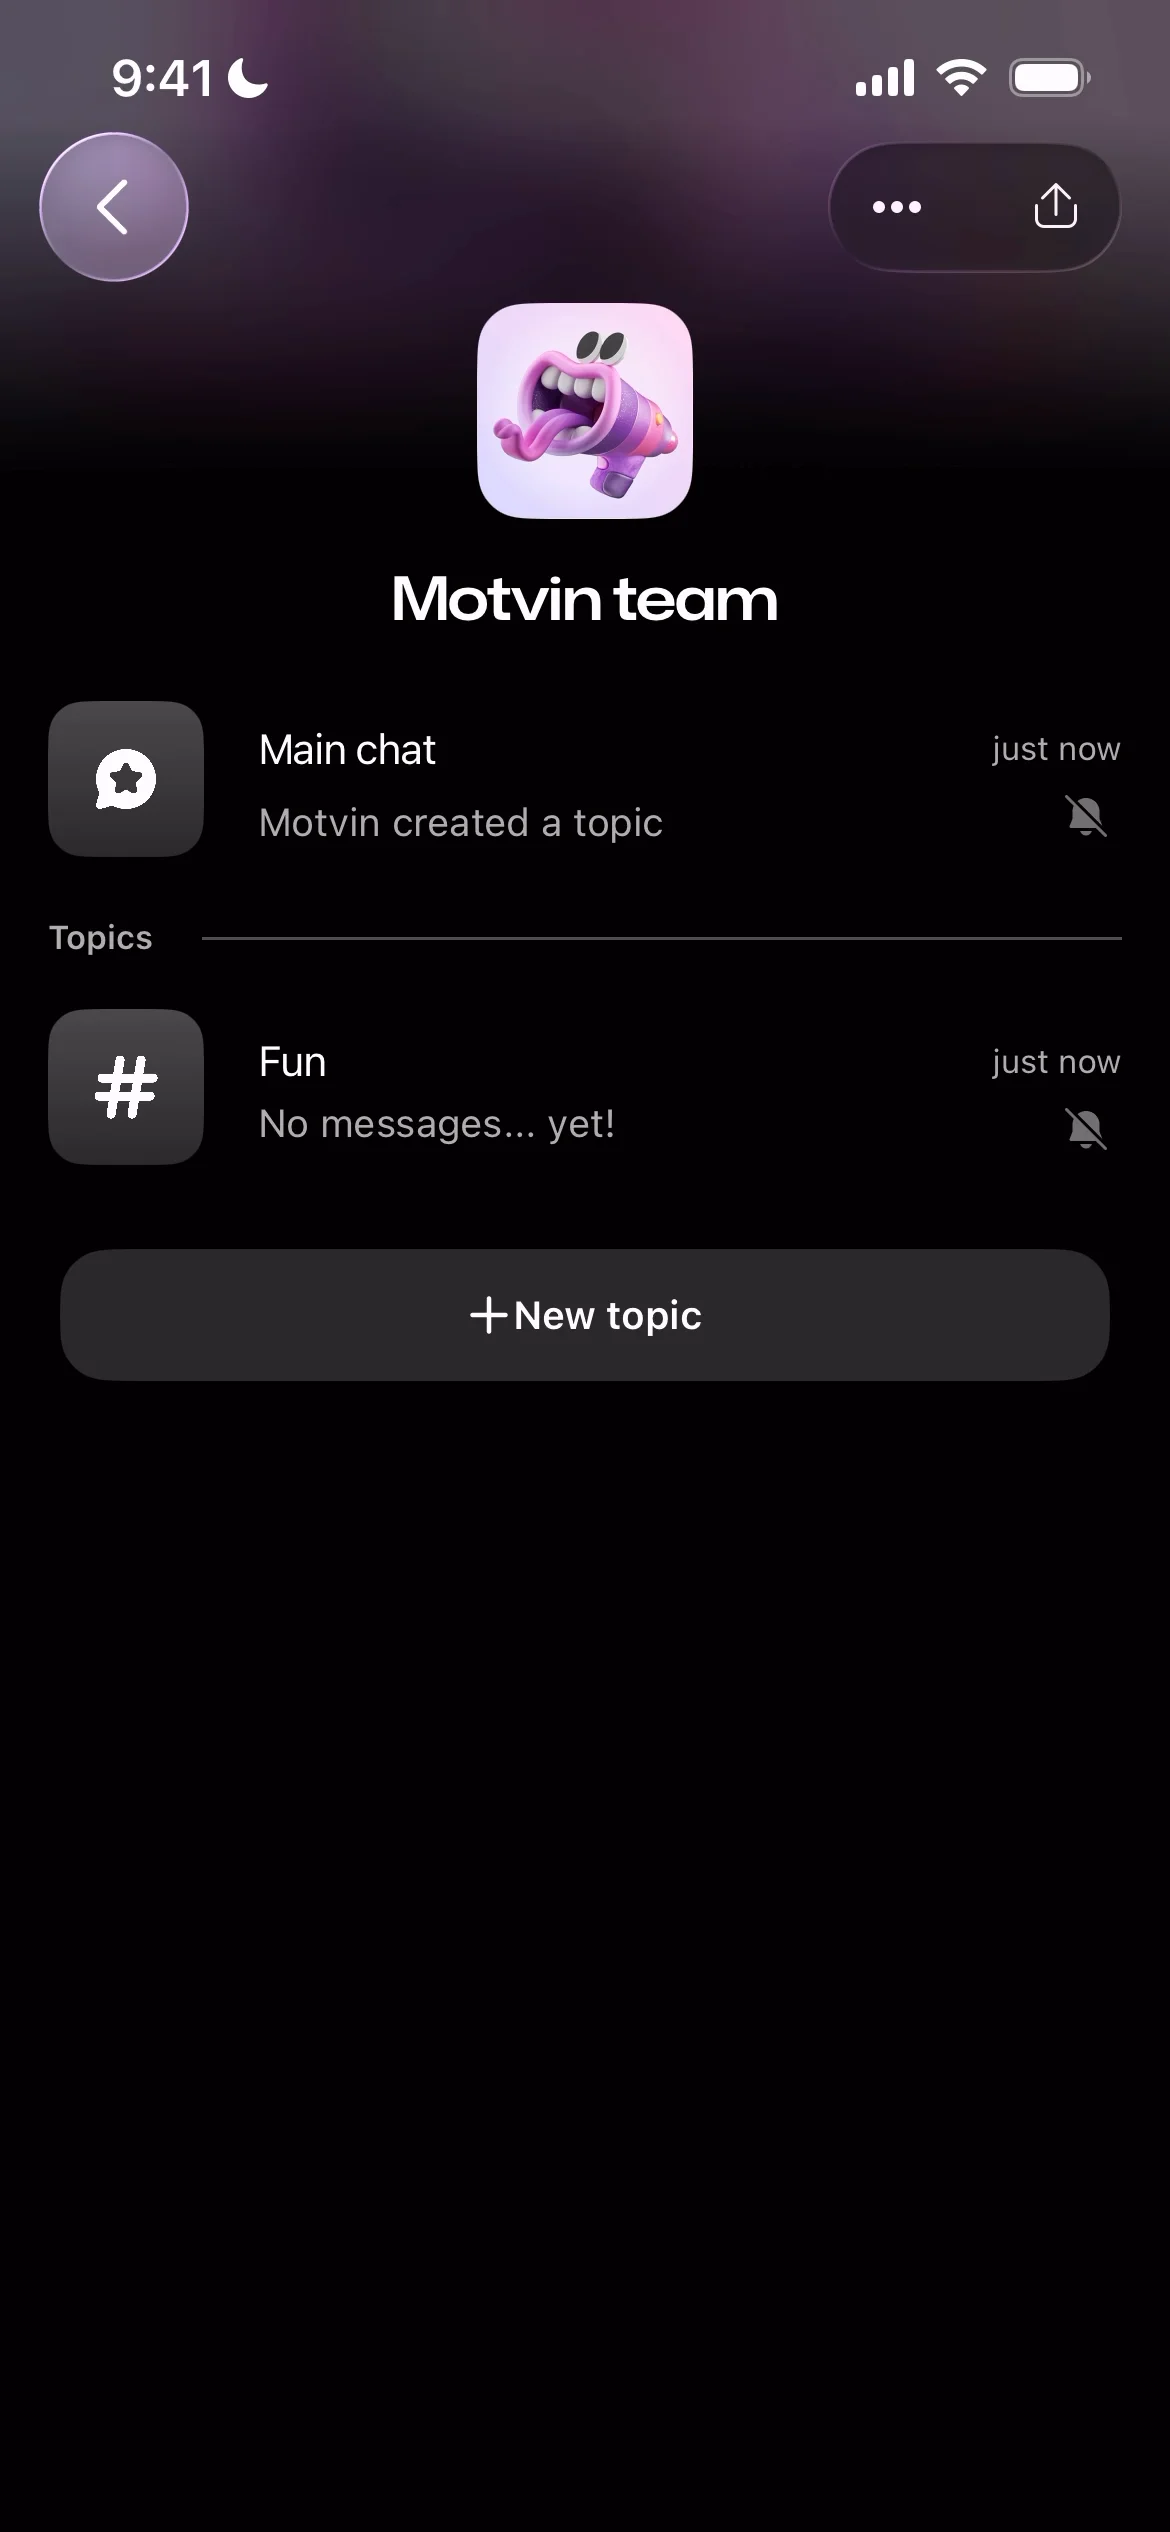 9:41
Motvin team
Main chat
just now
Motvin created a topic
Topics
Fun
just now
No messages... yet!
New topic